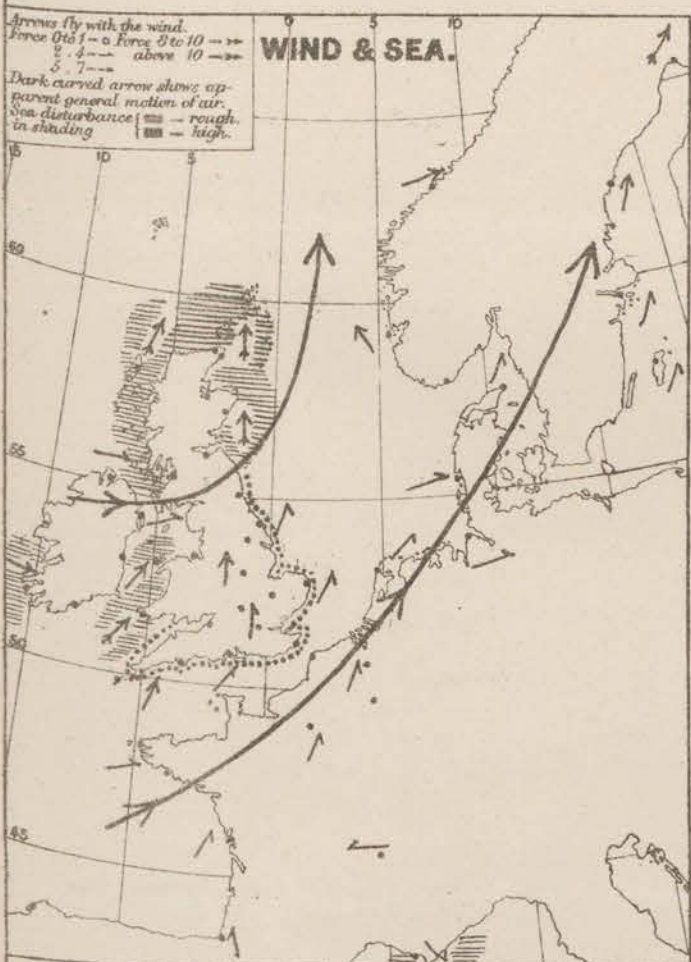 WIND & SEA.
Arrows fly with the wind.
Force 0 to 1 Force 8 to 10
2 . 4 above 10
5 . 7
Dark curved arrow shows ap-
parent general motion of air.
Sea disturbance rough.
in shading high.
0 5 10
15 10 5
60
55
50
45